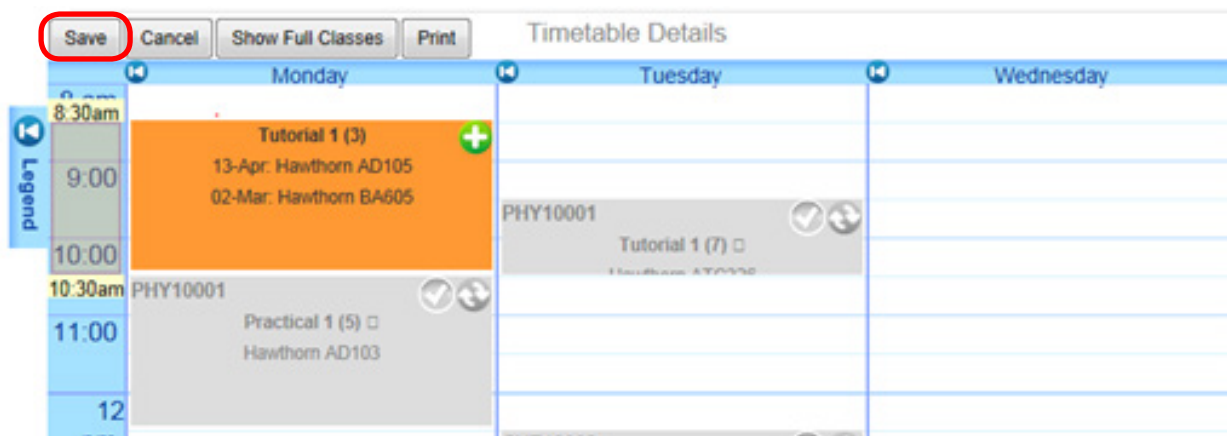 Save Cancel Show Full Classes Print Timetable Details
Monday Tuesday Wednesday
8:30am
Legend
9:00
10:00
10:30am
11:00
12
Tutorial 1 (3)
13-Apr: Hawthorn AD105
02-Mar: Hawthorn BA605
PHY10001
Practical 1 (5)
Hawthorn AD103
PHY10001
Tutorial 1 (7)